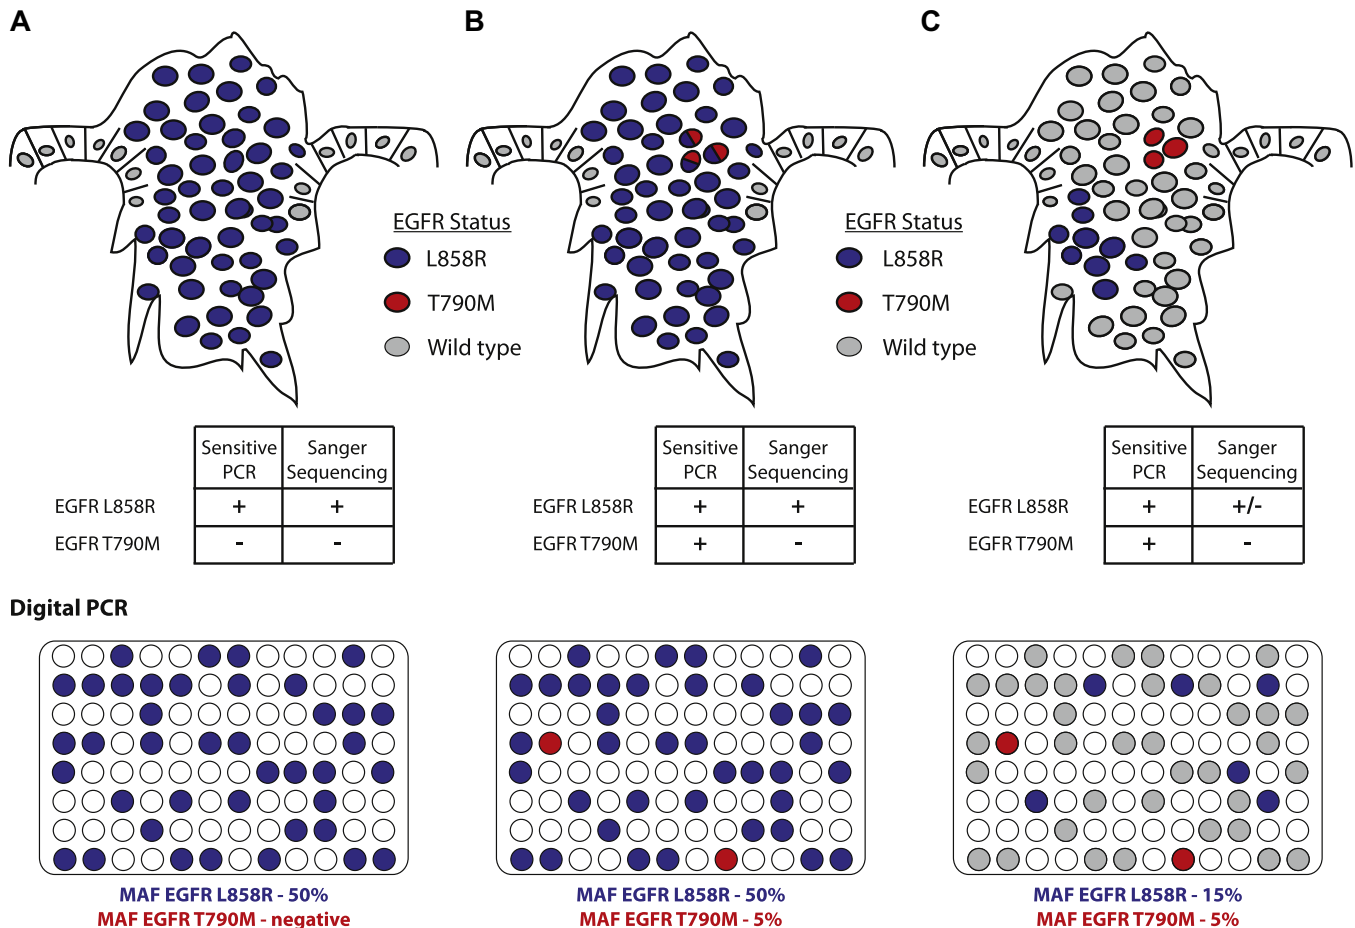 A
B
C
EGFR Status
L858R
T790M
Wild type
EGFR Status
L858R
T790M
Wild type
Sensitive PCR
Sanger Sequencing
EGFR L858R
+
+
EGFR T790M
-
-
Sensitive PCR
Sanger Sequencing
EGFR L858R
+
+
EGFR T790M
+
-
Sensitive PCR
Sanger Sequencing
EGFR L858R
+
+/-
EGFR T790M
+
-
Digital PCR
MAF EGFR L858R - 50%
MAF EGFR T790M - negative
MAF EGFR L858R - 50%
MAF EGFR T790M - 5%
MAF EGFR L858R - 15%
MAF EGFR T790M - 5%